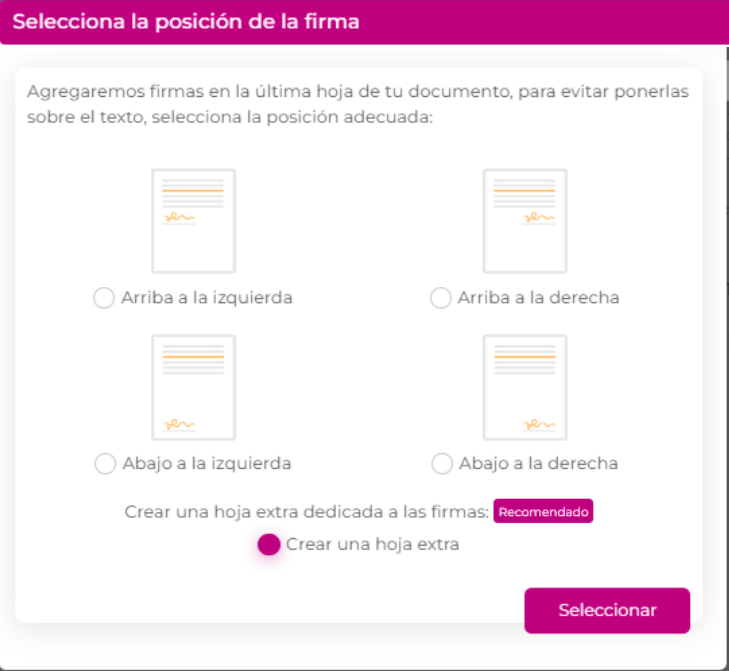 Selecciona la posición de la firma
Agregaremos firmas en la última hoja de tu documento, para evitar ponerlas
sobre el texto, selecciona la posición adecuada:
Arriba a la izquierda
Arriba a la derecha
Abajo a la izquierda
Abajo a la derecha
Crear una hoja extra dedicada a las firmas: Recomendado
Crear una hoja extra
Seleccionar